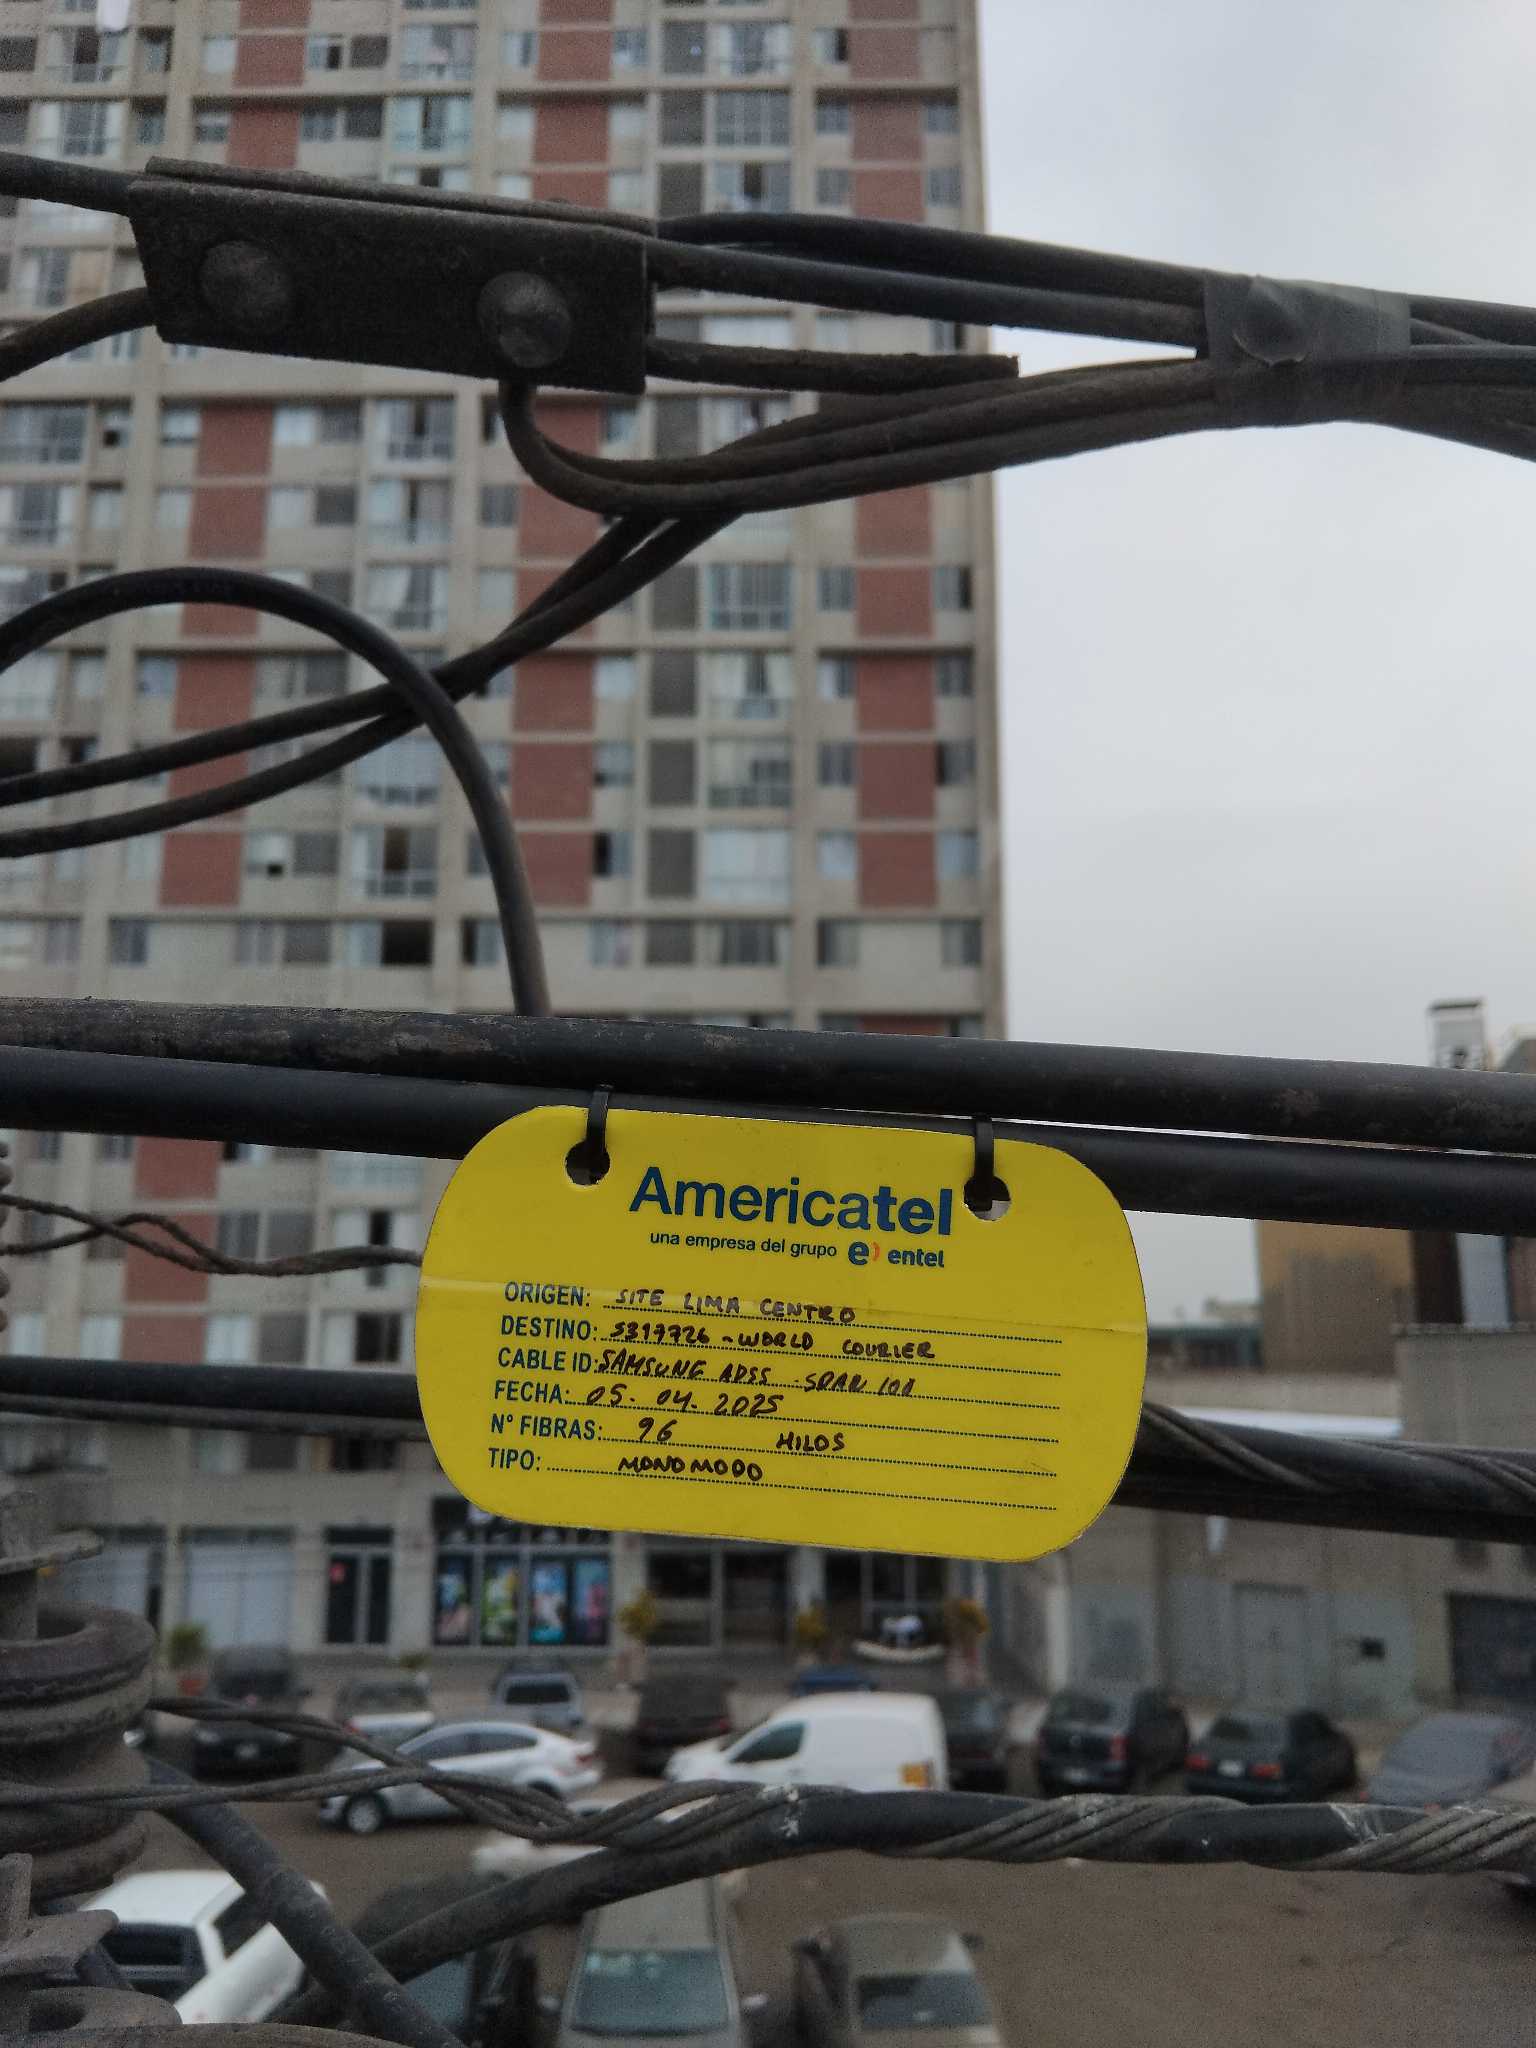 Americatel
una empresa del grupo e) entel
ORIGEN: SITE LIMA CENTRO
DESTINO: S317726 - WORLD COURIER
CABLE ID: SAMSUNG ADSS SPAN 100
FECHA: 05. 04. 2025
Nº FIBRAS: 96 HILOS
TIPO: MONOMODO